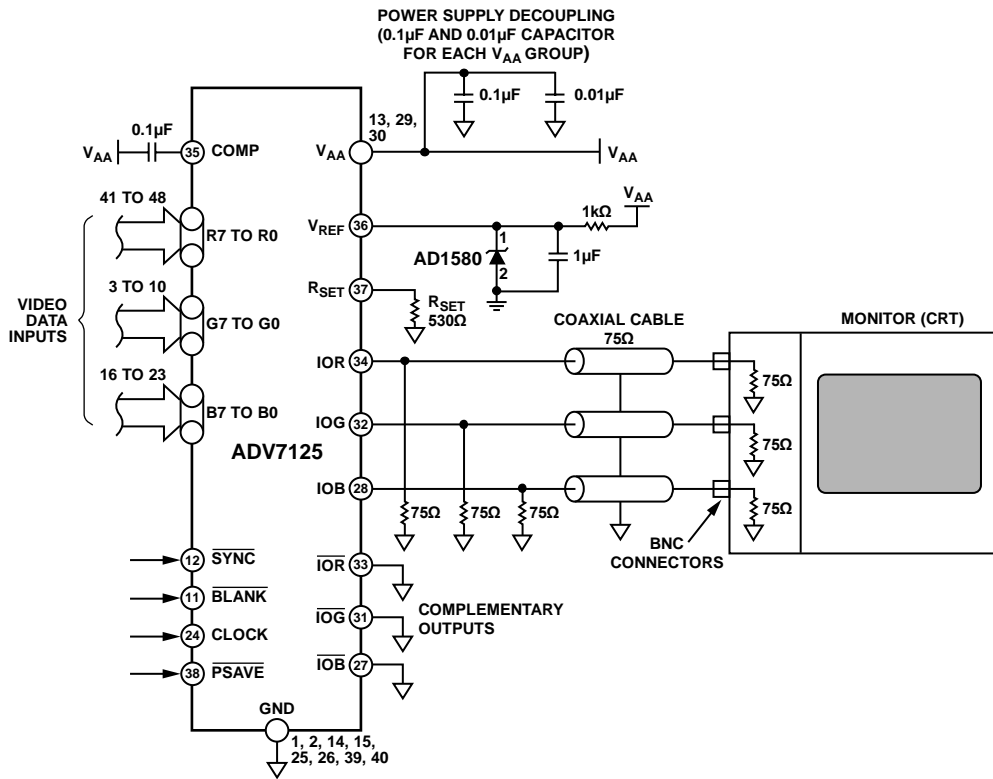 POWER SUPPLY DECOUPLING
(0.1µF AND 0.01µF CAPACITOR
FOR EACH VAA GROUP)
0.1µF
0.01µF
13, 29,
30
0.1µF
VAA
35
COMP
VAA
VAA
41 TO 48
R7 TO R0
VREF
36
1kΩ
VAA
AD1580
1
2
1µF
VIDEO
DATA
INPUTS
3 TO 10
G7 TO G0
RSET
37
RSET
530Ω
COAXIAL CABLE
75Ω
MONITOR (CRT)
IOR
34
75Ω
16 TO 23
B7 TO B0
IOG
32
75Ω
ADV7125
IOB
28
75Ω
75Ω
75Ω
75Ω
BNC
CONNECTORS
12
SYNC
IOR
33
11
BLANK
IOG
31
COMPLEMENTARY
OUTPUTS
24
CLOCK
IOB
27
38
PSAVE
GND
1, 2, 14, 15,
25, 26, 39, 40